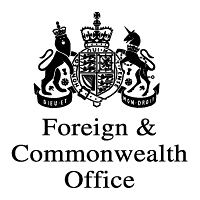 DIEU ET
MON DROIT
Foreign &
Commonwealth
Office